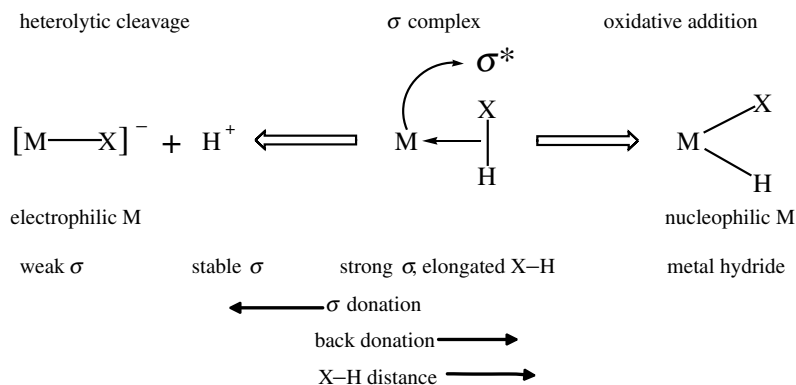 heterolytic cleavage σ complex oxidative addition
σ*
X X
[M—X]⁻ + H⁺ M M
H H
electrophilic M nucleophilic M
weak σ stable σ strong σ, elongated X–H metal hydride
σ donation
back donation
X–H distance